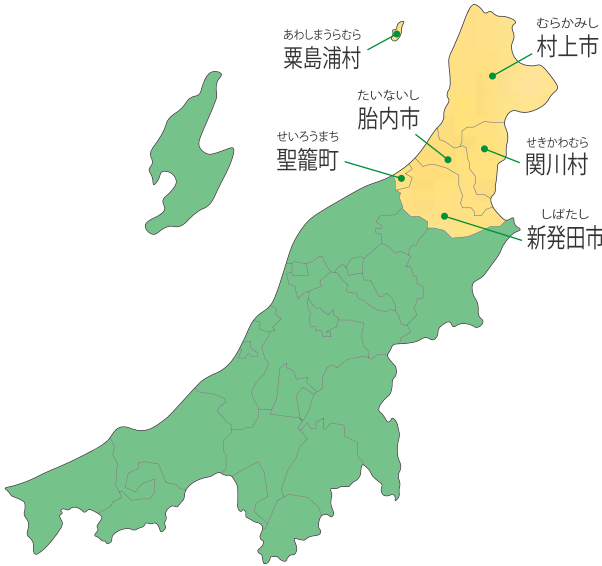 むらかみし
村上市
あわしまうらむら
粟島浦村
たいないし
胎内市
せいろうまち
聖籠町
せきかわむら
関川村
しばたし
新発田市